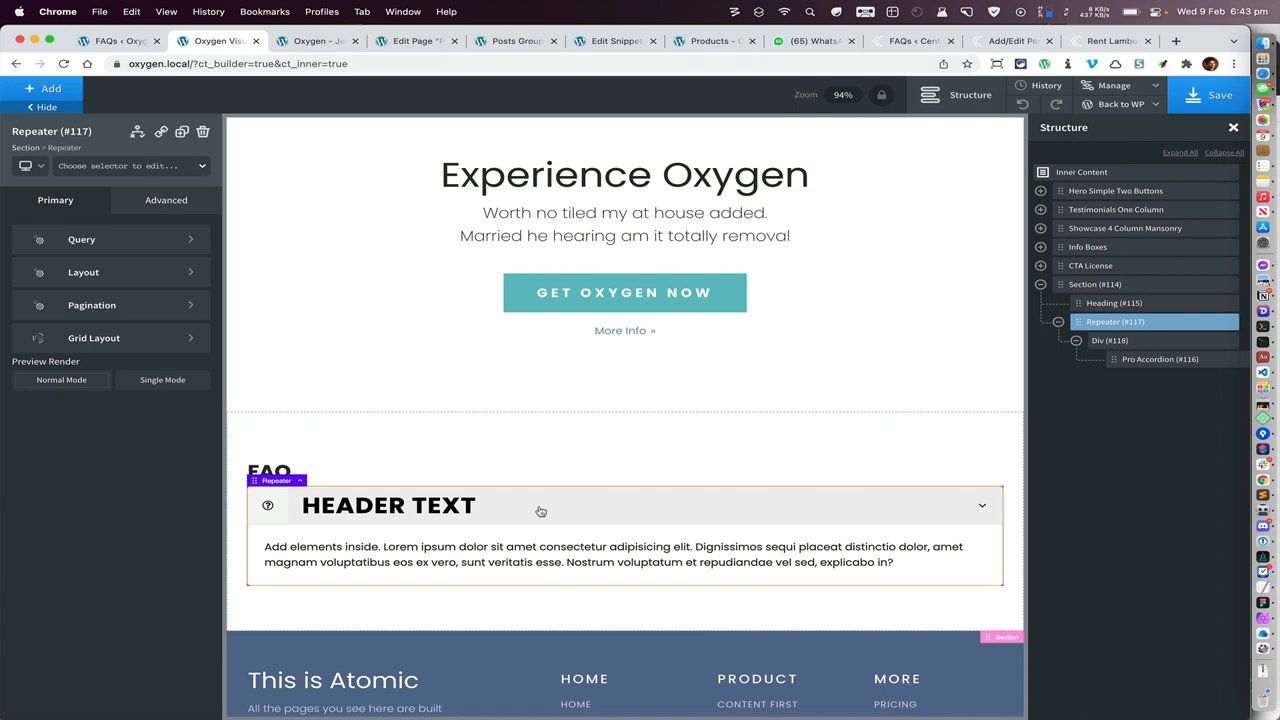 Chrome File Edit View History Bookmarks Profiles Tab Window Help
KB/s
437 KB/s
Wed 9 Feb 6:43 pm
FAQs ‹ Oxyg
Oxygen Visu
Oxygen – Ju
Edit Page "P
Posts Group
Edit Snippet
Products – C
(65) WhatsA
FAQs < Cent
Add/Edit Po
Rent Lambo
oxygen.local/?ct_builder=true&ct_inner=true
Add
Hide
Zoom 94%
Structure
History
Manage
Back to WP
Save
Repeater (#117)
Section > Repeater
Choose selector to edit...
Primary
Advanced
Query
Layout
Pagination
Grid Layout
Preview Render
Normal Mode
Single Mode
Experience Oxygen
Worth no tiled my at house added.
Married he hearing am it totally removal
GET OXYGEN NOW
More Info »
FAQ
Repeater
HEADER TEXT
Add elements inside. Lorem ipsum dolor sit amet consectetur adipisicing elit. Dignissimos sequi placeat distinctio dolor, amet
magnam voluptatibus eos ex vero, sunt veritatis esse. Nostrum voluptatum et repudiandae vel sed, explicabo in?
Section
This is Atomic
All the pages you see here are built
HOME
HOME
PRODUCT
CONTENT FIRST
MORE
PRICING
Structure
Expand All
Collapse All
Inner Content
Hero Simple Two Buttons
Testimonials One Column
Showcase 4 Column Mansonry
Info Boxes
CTA License
Section (#114)
Heading (#115)
Repeater (#117)
Div (#118)
Pro Accordion (#116)